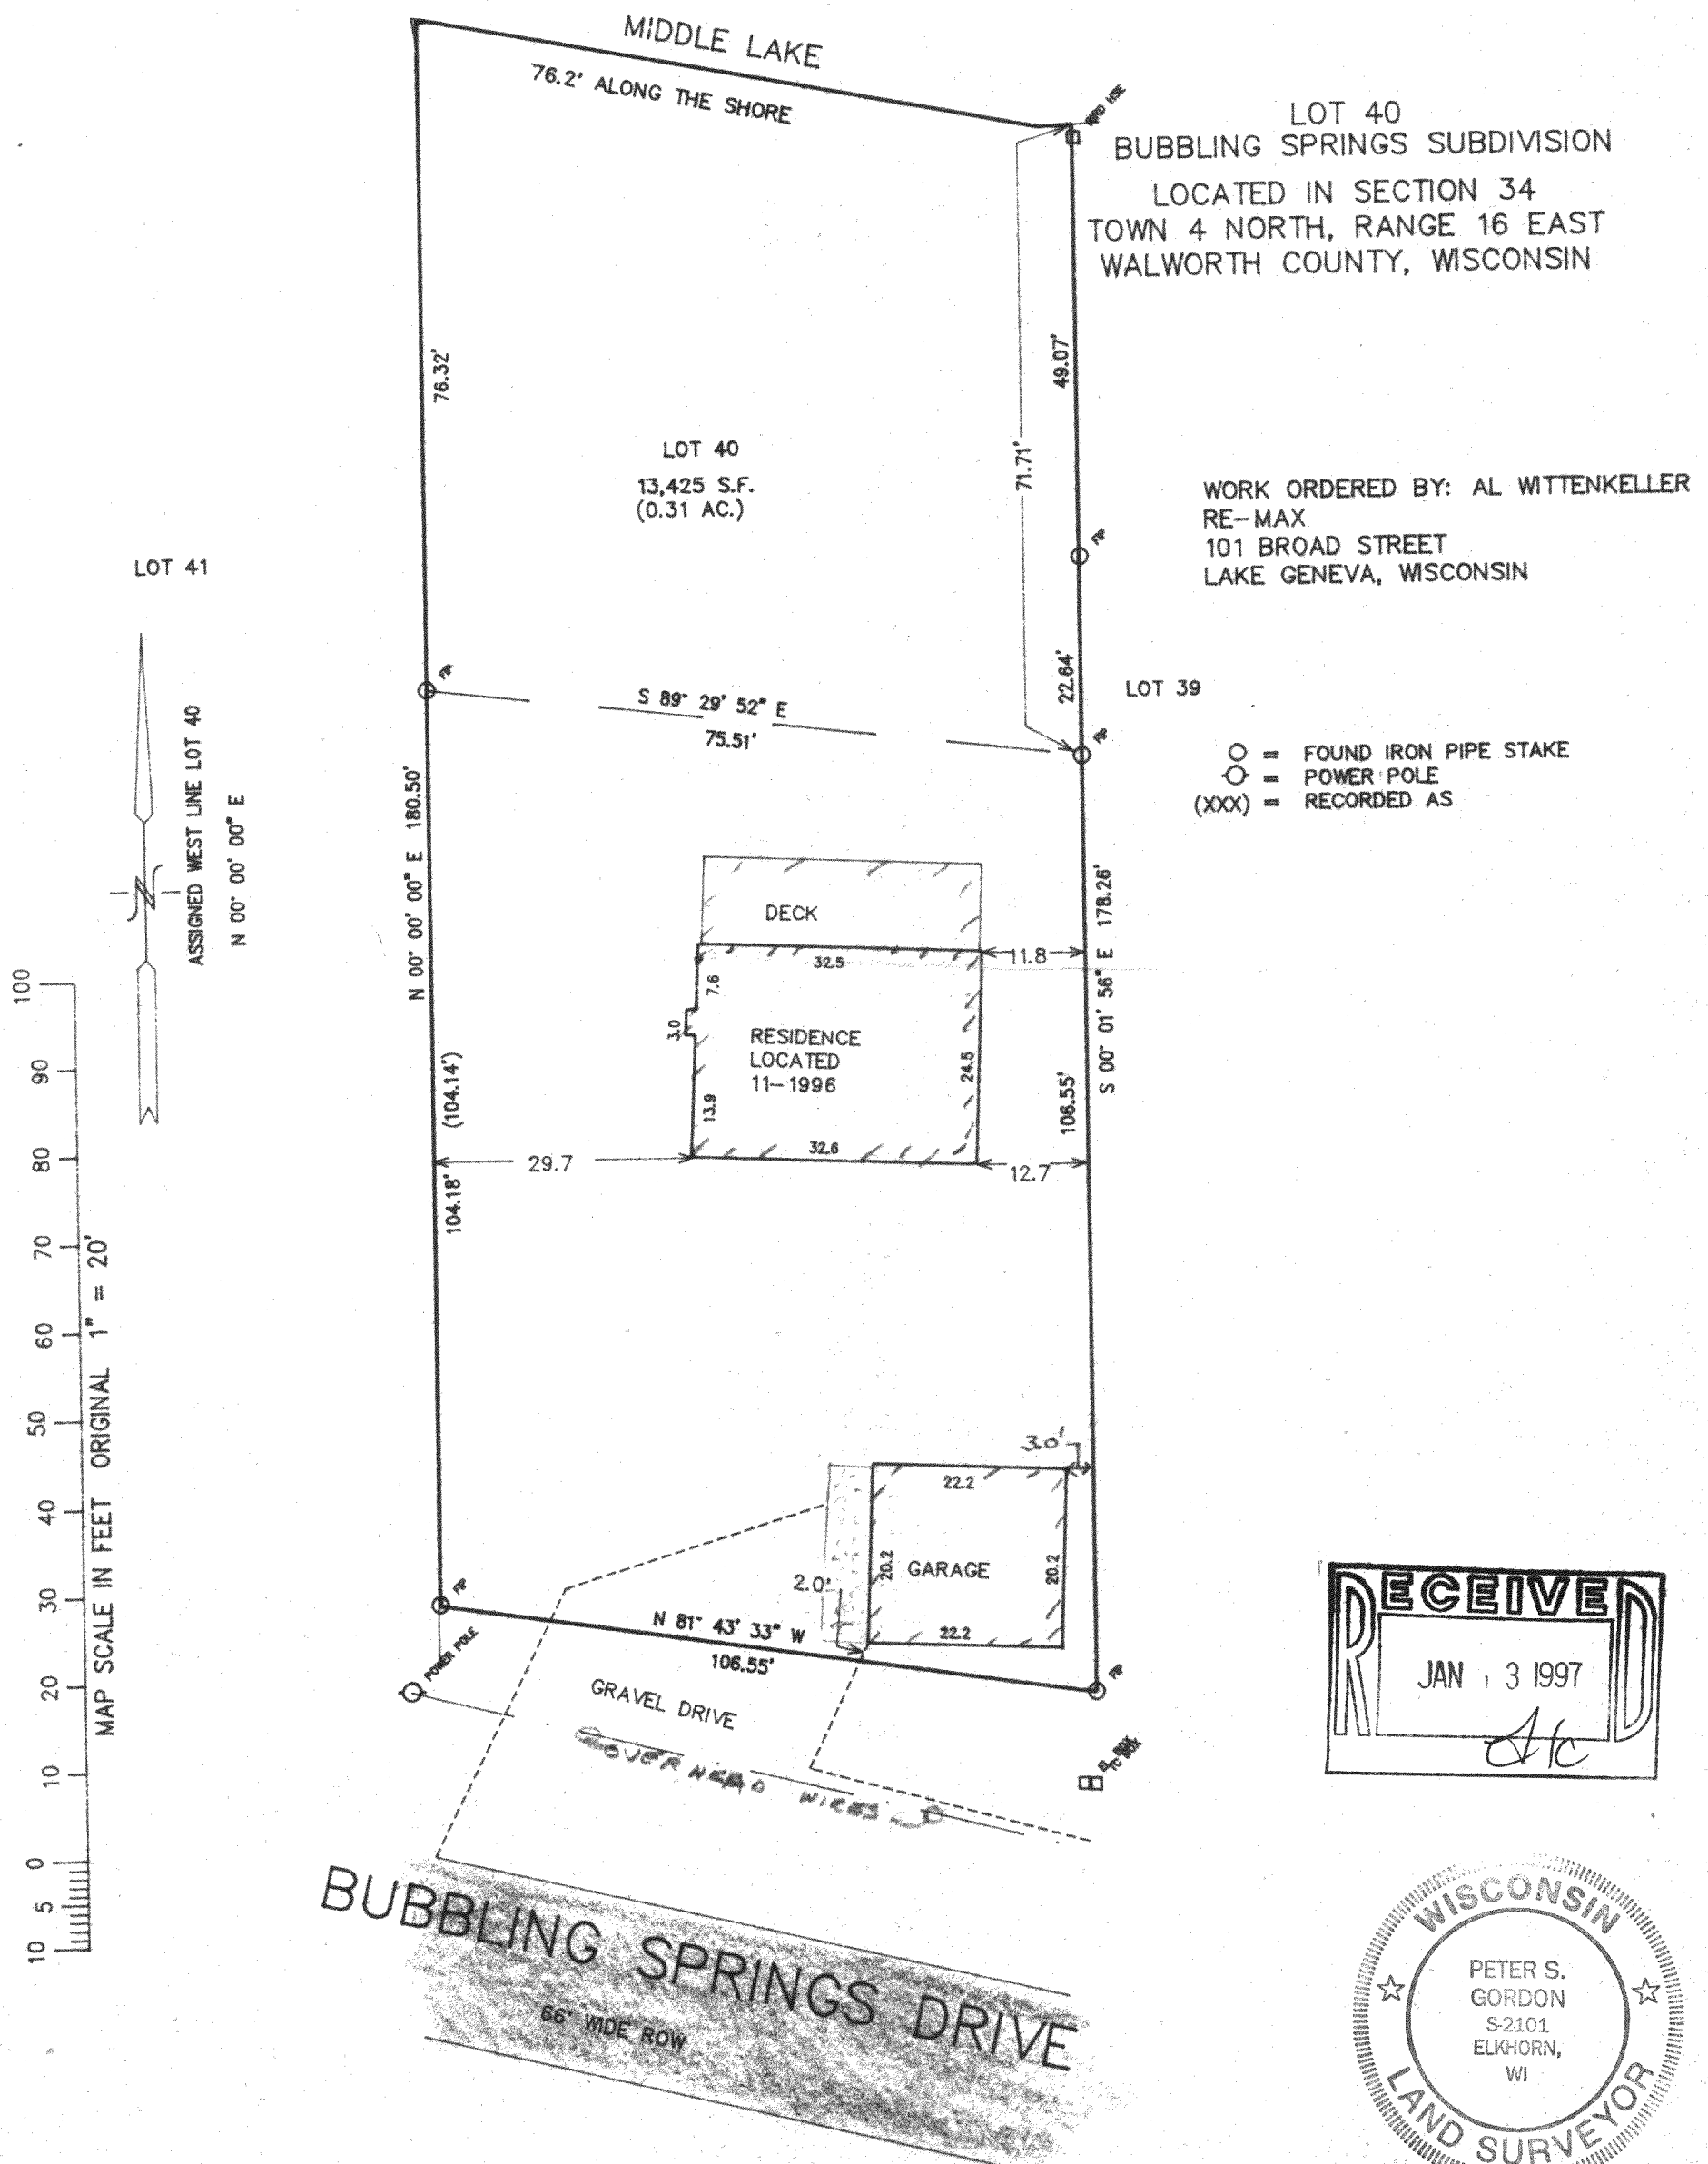 MIDDLE LAKE
76.2' ALONG THE SHORE
LOT 40
BUBBLING SPRINGS SUBDIVISION
LOCATED IN SECTION 34
TOWN 4 NORTH, RANGE 16 EAST
WALWORTH COUNTY, WISCONSIN
76.32'
49.07'
71.71'
LOT 40
13,425 S.F.
(0.31 AC.)
WORK ORDERED BY: AL WITTENKELLER
RE-MAX
101 BROAD STREET
LAKE GENEVA, WISCONSIN
LOT 41
FIP
FIP
22.64'
LOT 39
S 89° 29' 52" E
75.51'
FIP
= FOUND IRON PIPE STAKE
= POWER POLE
(XXX) = RECORDED AS
ASSIGNED WEST LINE LOT 40
N 00° 00' 00" E
N
N 00° 00' 00" E 180.50'
S 00° 01' 56" E 178.26'
DECK
32.5
11.8
7.6
3.0
RESIDENCE
LOCATED
11-1996
24.5
13.9
32.6
(104.14')
104.18'
106.55'
29.7
12.7
100
90
80
70
60
50
40
30
20
10
0
5
10
MAP SCALE IN FEET ORIGINAL 1" = 20'
3.0'
22.2
20.2
GARAGE
20.2
22.2
2.0'
FIP
N 81° 43' 33" W
106.55'
FIP
POWER POLE
GRAVEL DRIVE
OVERHEAD WIRES
BUBBLING SPRINGS DRIVE
66' WIDE ROW
RECEIVED
JAN 13 1997
WISCONSIN
PETER S.
GORDON
S-2101
ELKHORN,
WI
LAND SURVEYOR